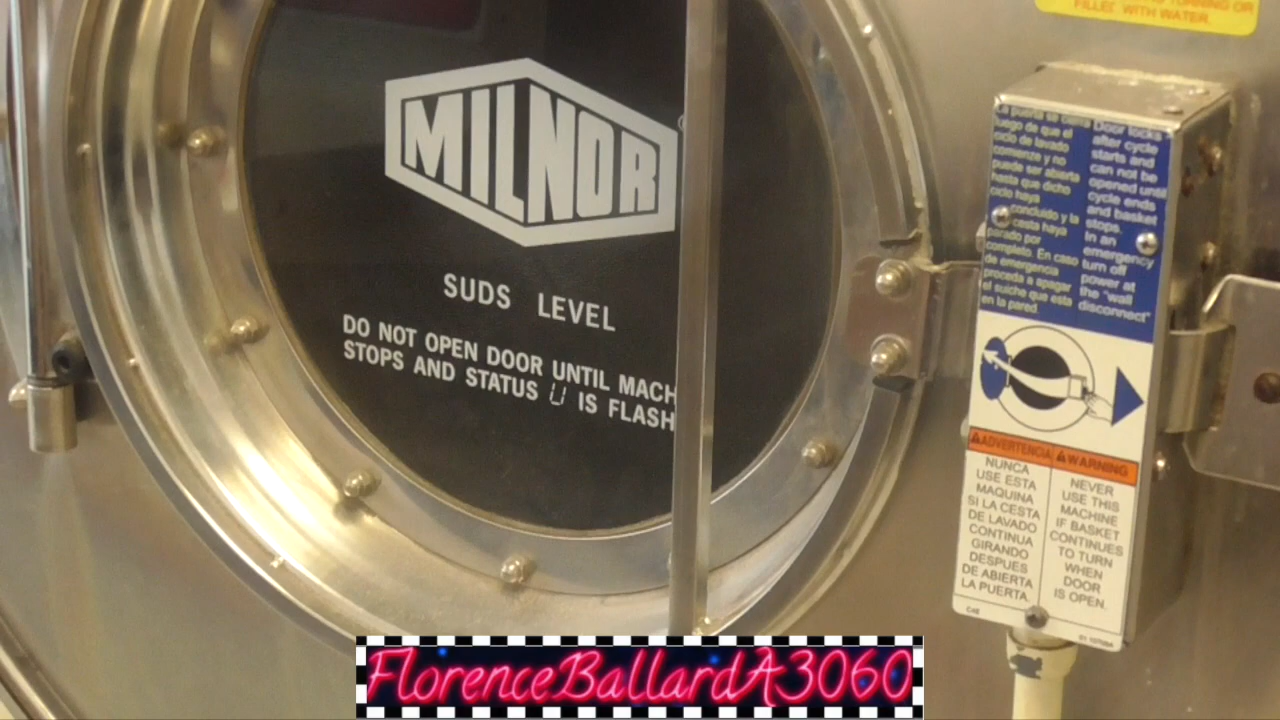 FILLED WITH WATER.
MILNOR
SUDS LEVEL
DO NOT OPEN DOOR UNTIL MACH
STOPS AND STATUS U IS FLASH
La puerta se cierra
luego de que el
ciclo de lavado
comienze y no
puede ser abierta
hasta que dicho
ciclo haya
concluido y la
cesta haya
parado por
completo. En caso
de emergencia
proceda a apagar
el suiche que esta
en la pared.
Door locks
after cycle
starts and
can not be
opened until
cycle ends
and basket
stops.
In an
emergency
turn off
power at
the "wall
disconnect"
ADVERTENCIA
NUNCA
USE ESTA
MAQUINA
SI LA CESTA
DE LAVADO
CONTINUA
GIRANDO
DESPUES
DE ABIERTA
LA PUERTA.
WARNING
NEVER
USE THIS
MACHINE
IF BASKET
CONTINUES
TO TURN
WHEN
DOOR
IS OPEN.
FlorenceBallardA3060